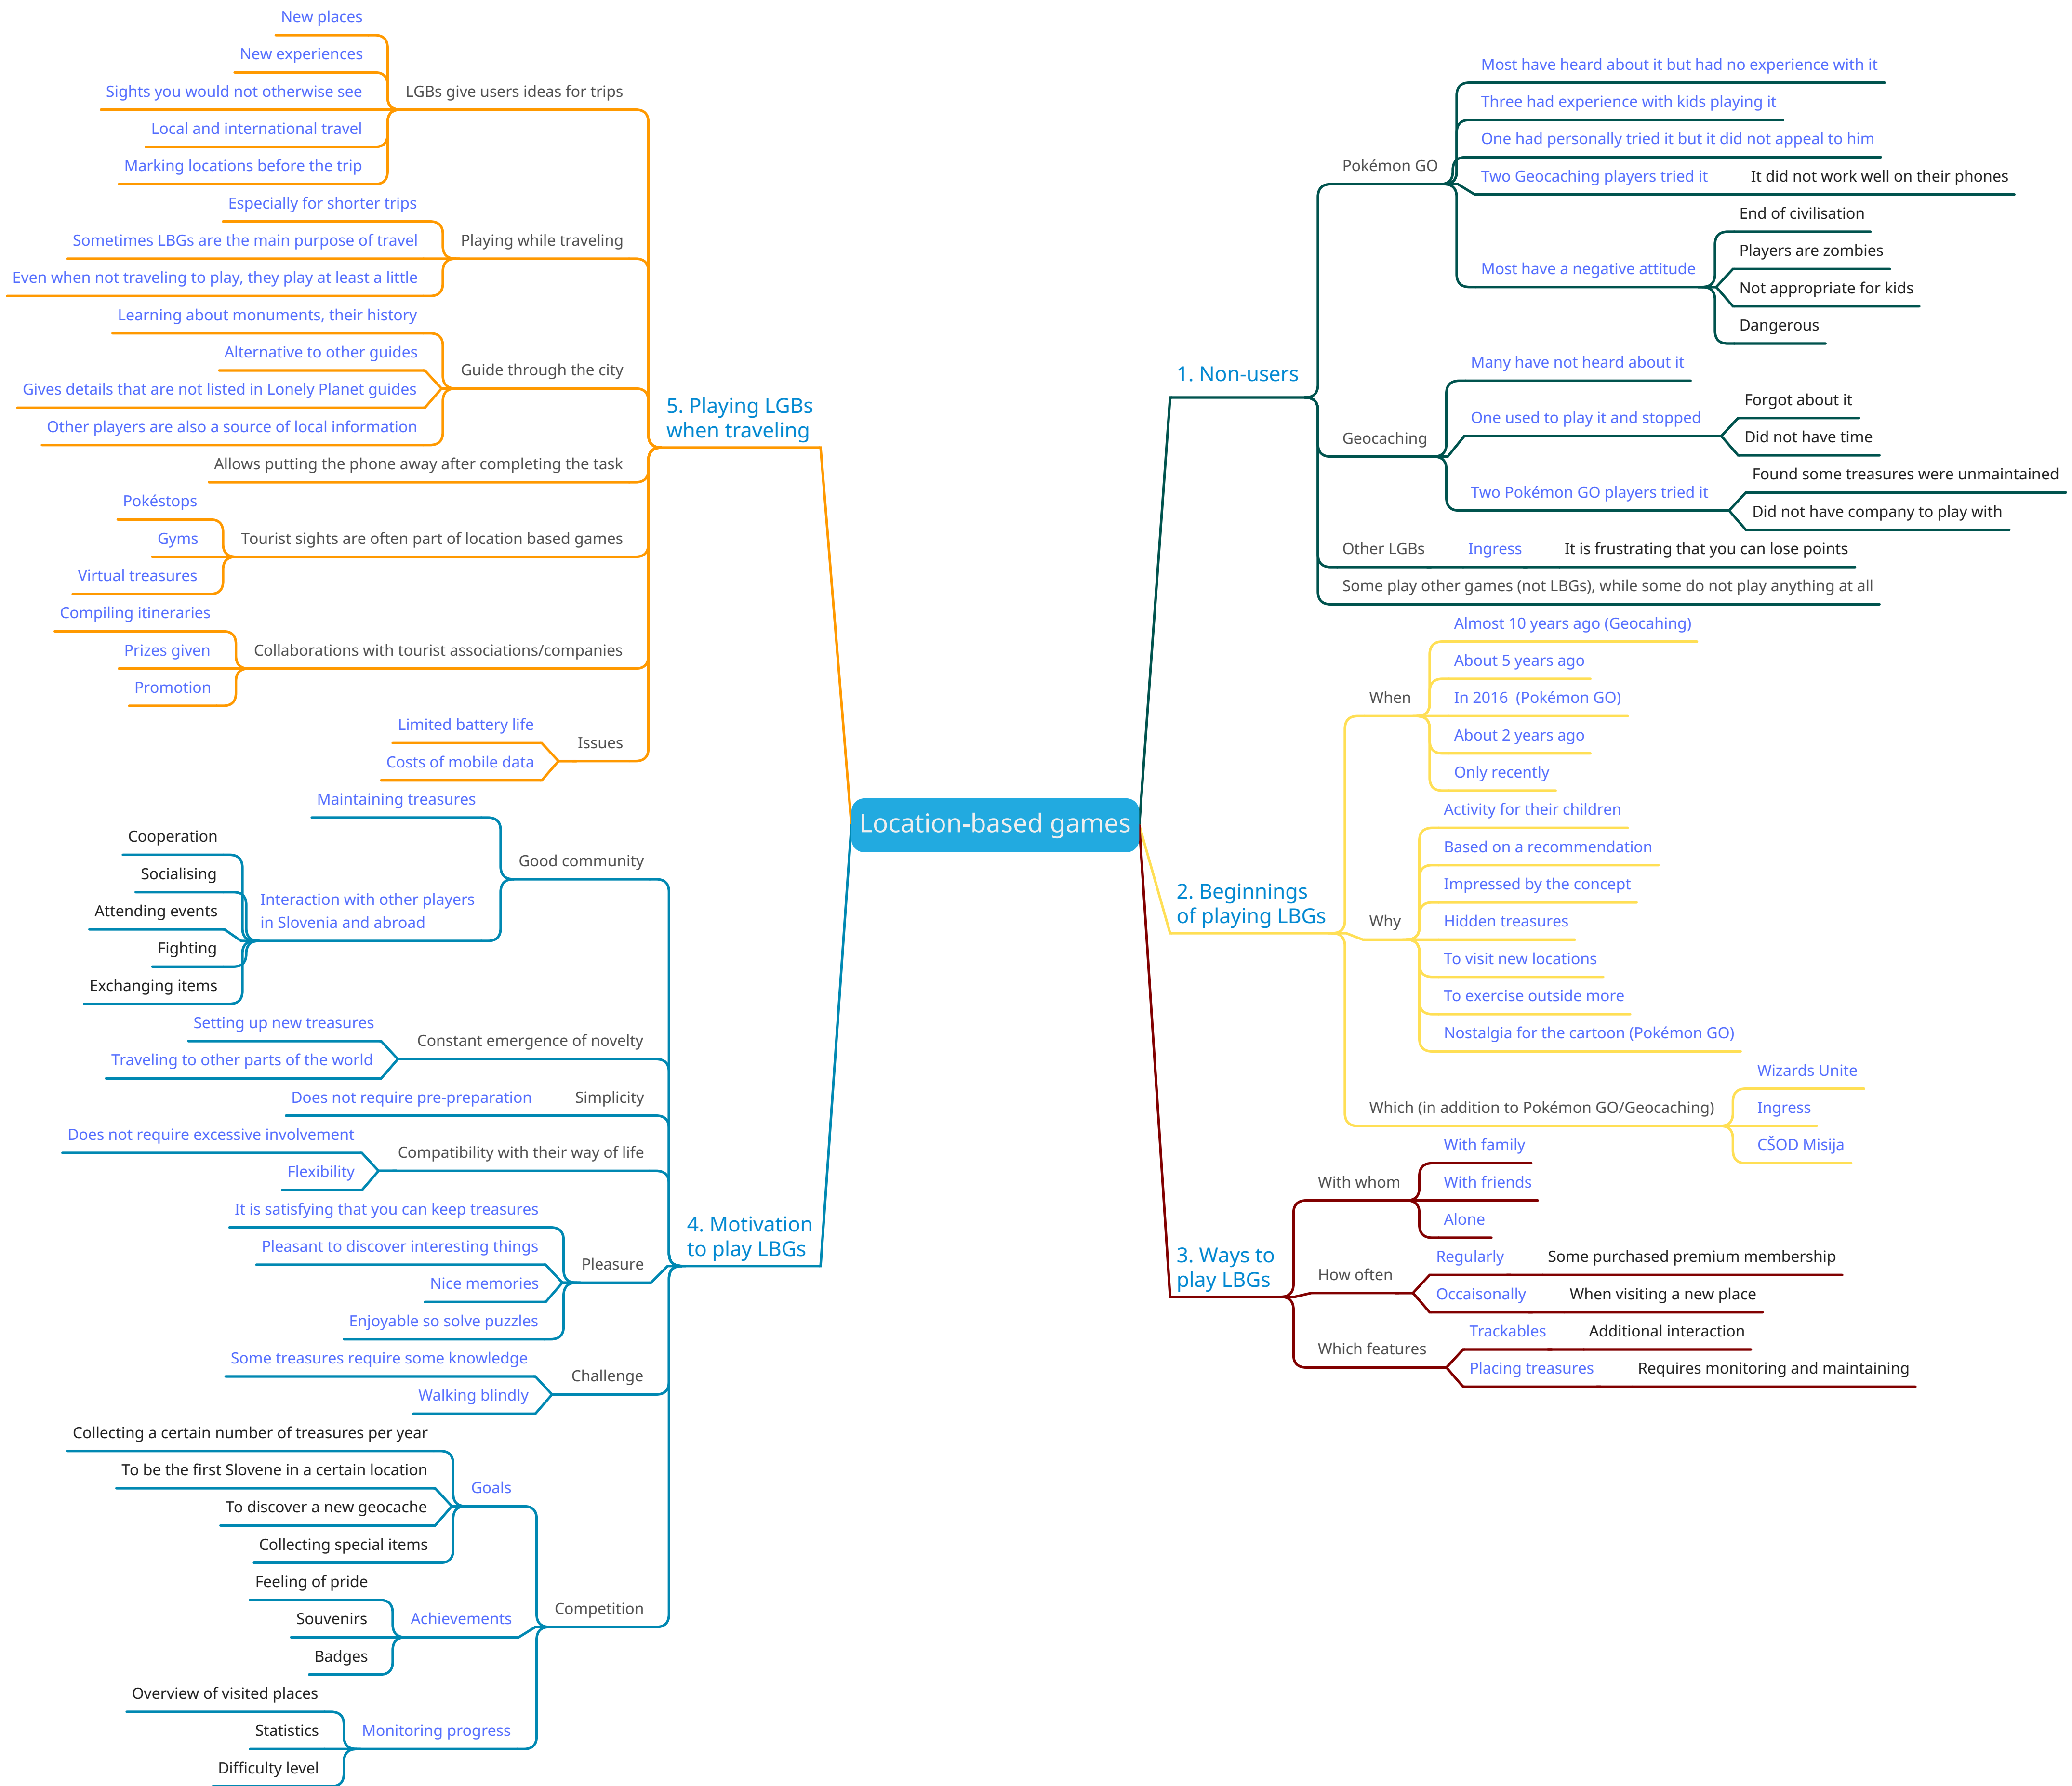 Location-based games
1. Non-users
Pokémon GO
Most have heard about it but had no experience with it
Three had experience with kids playing it
One had personally tried it but it did not appeal to him
Two Geocaching players tried it
It did not work well on their phones
Most have a negative attitude
End of civilisation
Players are zombies
Not appropriate for kids
Dangerous
Geocaching
Many have not heard about it
One used to play it and stopped
Forgot about it
Did not have time
Two Pokémon GO players tried it
Found some treasures were unmaintained
Did not have company to play with
Other LGBs
Ingress
It is frustrating that you can lose points
Some play other games (not LBGs), while some do not play anything at all
2. Beginnings
of playing LBGs
When
Almost 10 years ago (Geocahing)
About 5 years ago
In 2016  (Pokémon GO)
About 2 years ago
Only recently
Why
Activity for their children
Based on a recommendation
Impressed by the concept
Hidden treasures
To visit new locations
To exercise outside more
Nostalgia for the cartoon (Pokémon GO)
Which (in addition to Pokémon GO/Geocaching)
Wizards Unite
Ingress
CŠOD Misija
3. Ways to
play LBGs
With whom
With family
With friends
Alone
How often
Regularly
Some purchased premium membership
Occaisonally
When visiting a new place
Which features
Trackables
Additional interaction
Placing treasures
Requires monitoring and maintaining
4. Motivation
to play LBGs
Good community
Maintaining treasures
Interaction with other players
in Slovenia and abroad
Cooperation
Socialising
Attending events
Fighting
Exchanging items
Constant emergence of novelty
Setting up new treasures
Traveling to other parts of the world
Simplicity
Does not require pre-preparation
Compatibility with their way of life
Does not require excessive involvement
Flexibility
Pleasure
It is satisfying that you can keep treasures
Pleasant to discover interesting things
Nice memories
Enjoyable so solve puzzles
Challenge
Some treasures require some knowledge
Walking blindly
Competition
Goals
Collecting a certain number of treasures per year
To be the first Slovene in a certain location
To discover a new geocache
Collecting special items
Achievements
Feeling of pride
Souvenirs
Badges
Monitoring progress
Overview of visited places
Statistics
Difficulty level
5. Playing LGBs
when traveling
LGBs give users ideas for trips
New places
New experiences
Sights you would not otherwise see
Local and international travel
Marking locations before the trip
Playing while traveling
Especially for shorter trips
Sometimes LBGs are the main purpose of travel
Even when not traveling to play, they play at least a little
Guide through the city
Learning about monuments, their history
Alternative to other guides
Gives details that are not listed in Lonely Planet guides
Other players are also a source of local information
Allows putting the phone away after completing the task
Tourist sights are often part of location based games
Pokéstops
Gyms
Virtual treasures
Collaborations with tourist associations/companies
Compiling itineraries
Prizes given
Promotion
Issues
Limited battery life
Costs of mobile data